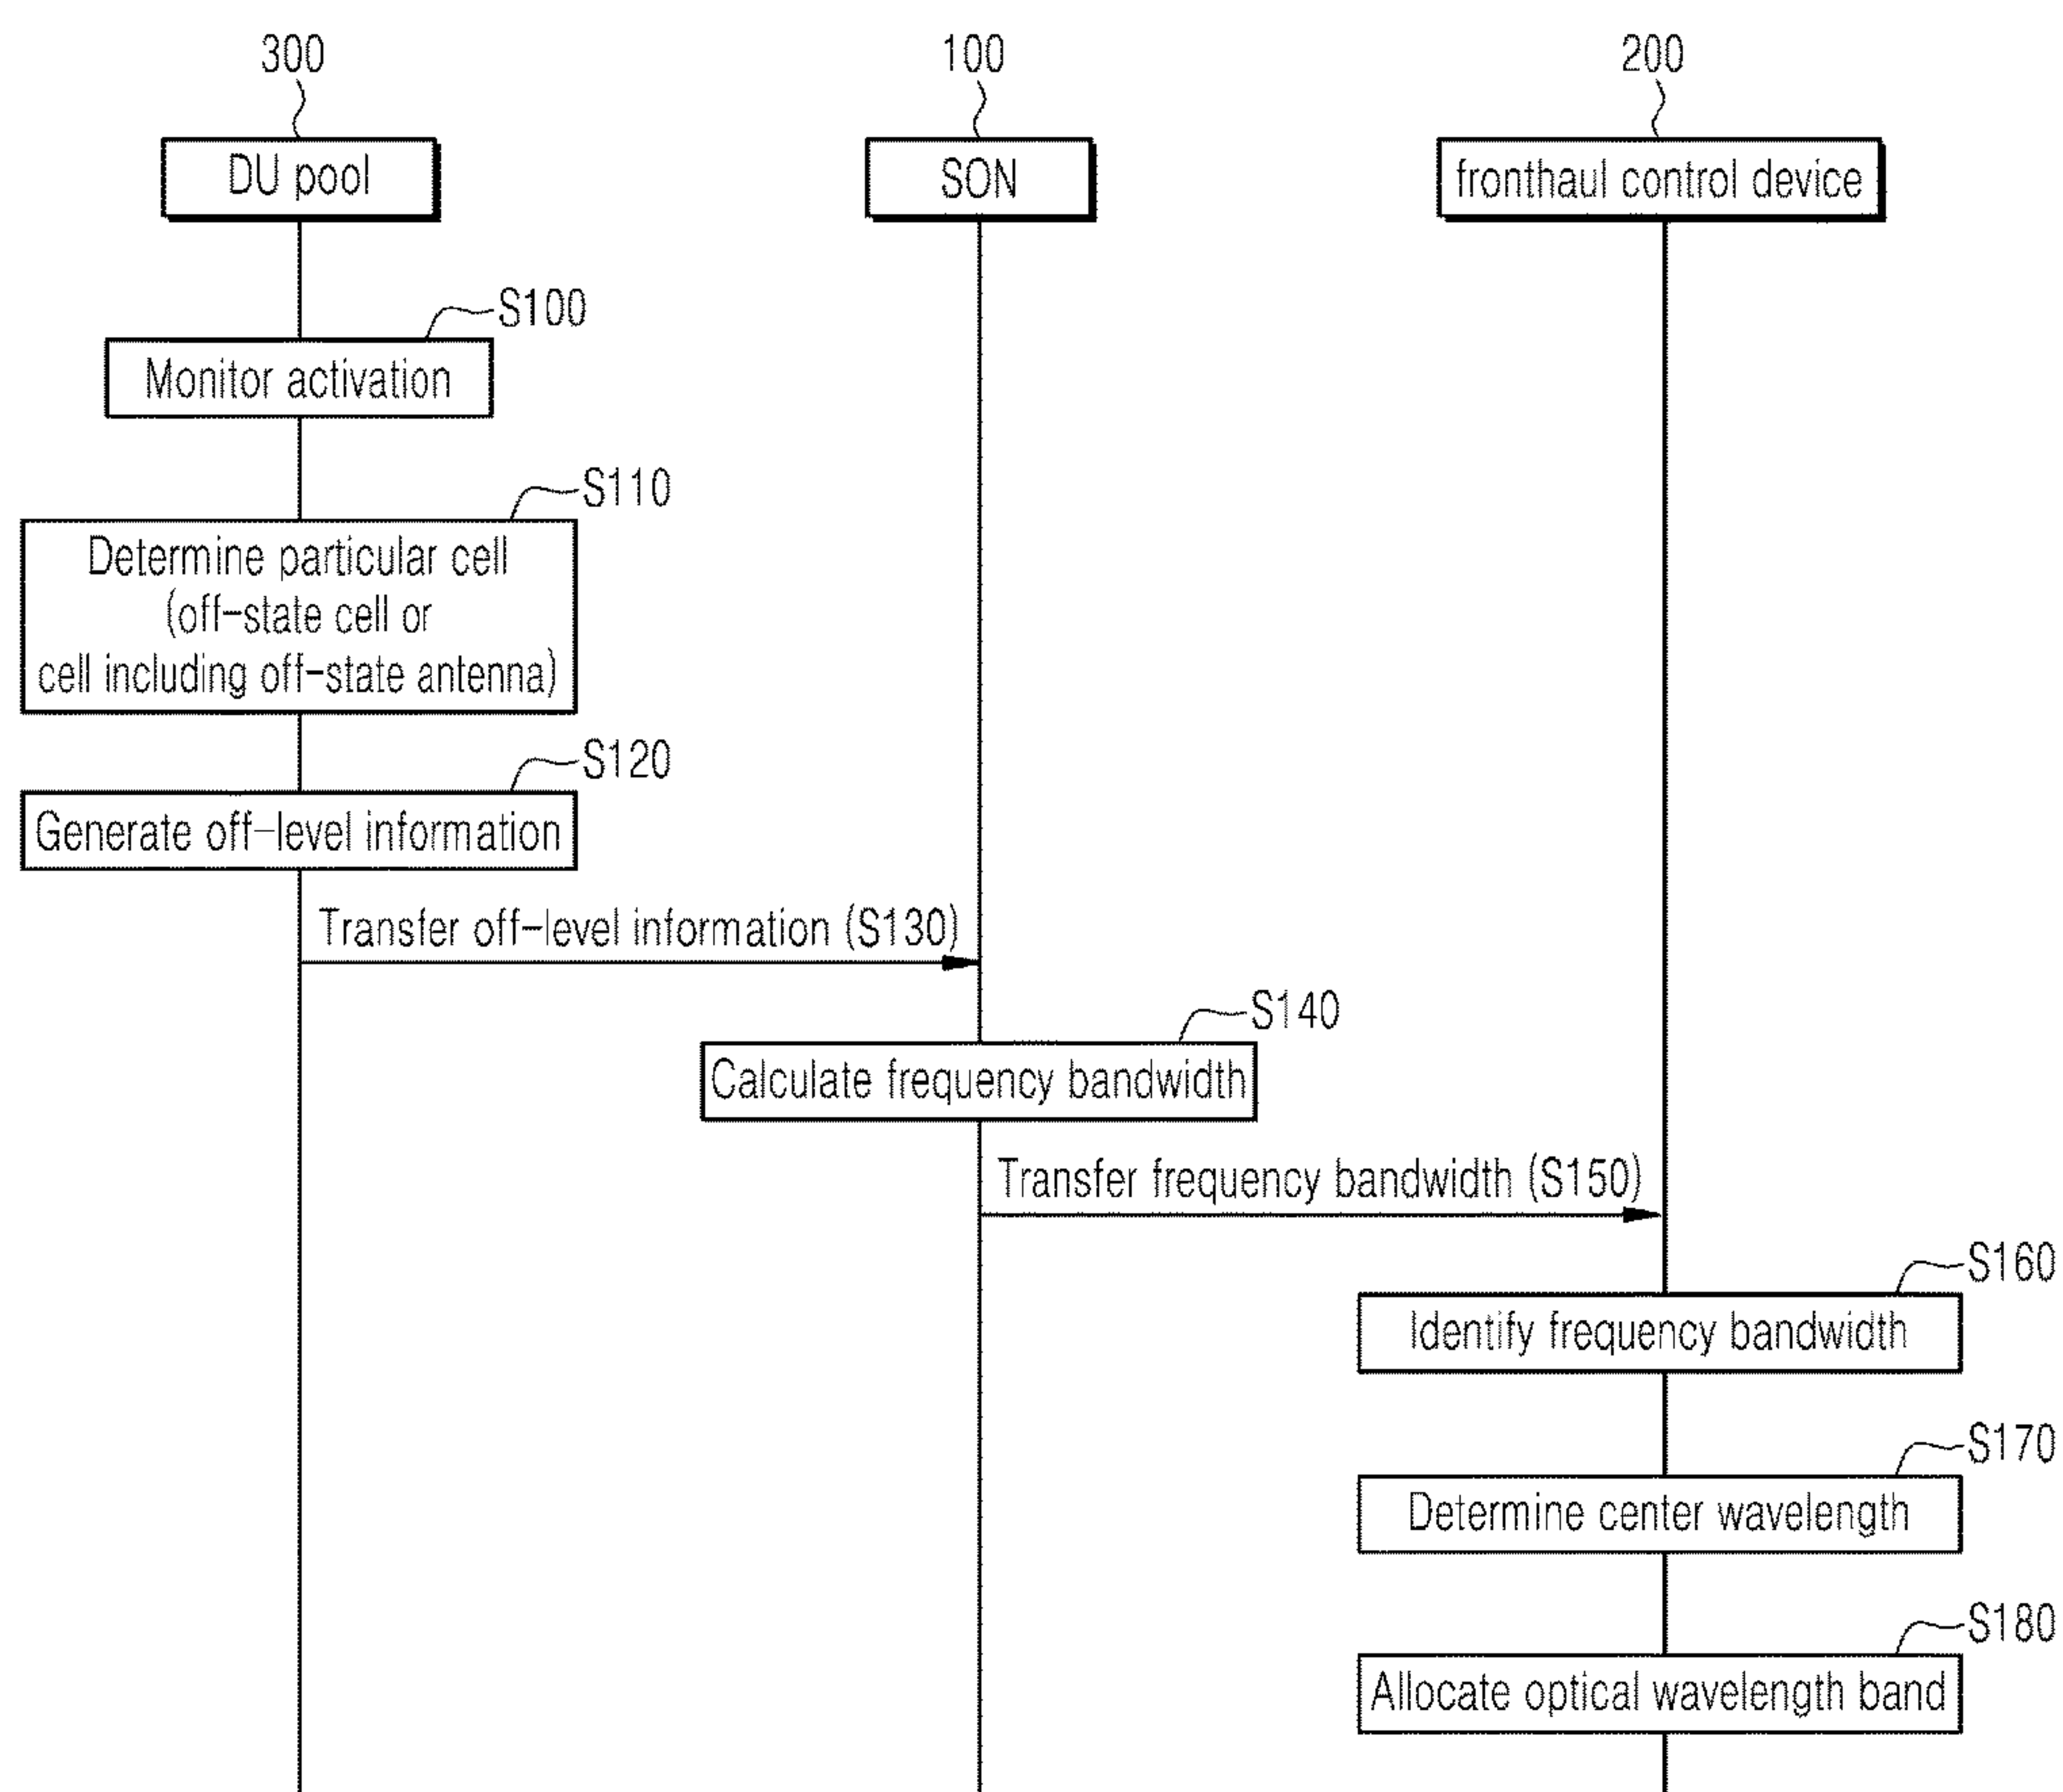 300
100
200
DU pool
SON
fronthaul control device
S100
Monitor activation
S110
Determine particular cell
(off-state cell or
cell including off-state antenna)
S120
Generate off-level information
Transfer off-level information (S130)
S140
Calculate frequency bandwidth
Transfer frequency bandwidth (S150)
S160
Identify frequency bandwidth
S170
Determine center wavelength
S180
Allocate optical wavelength band